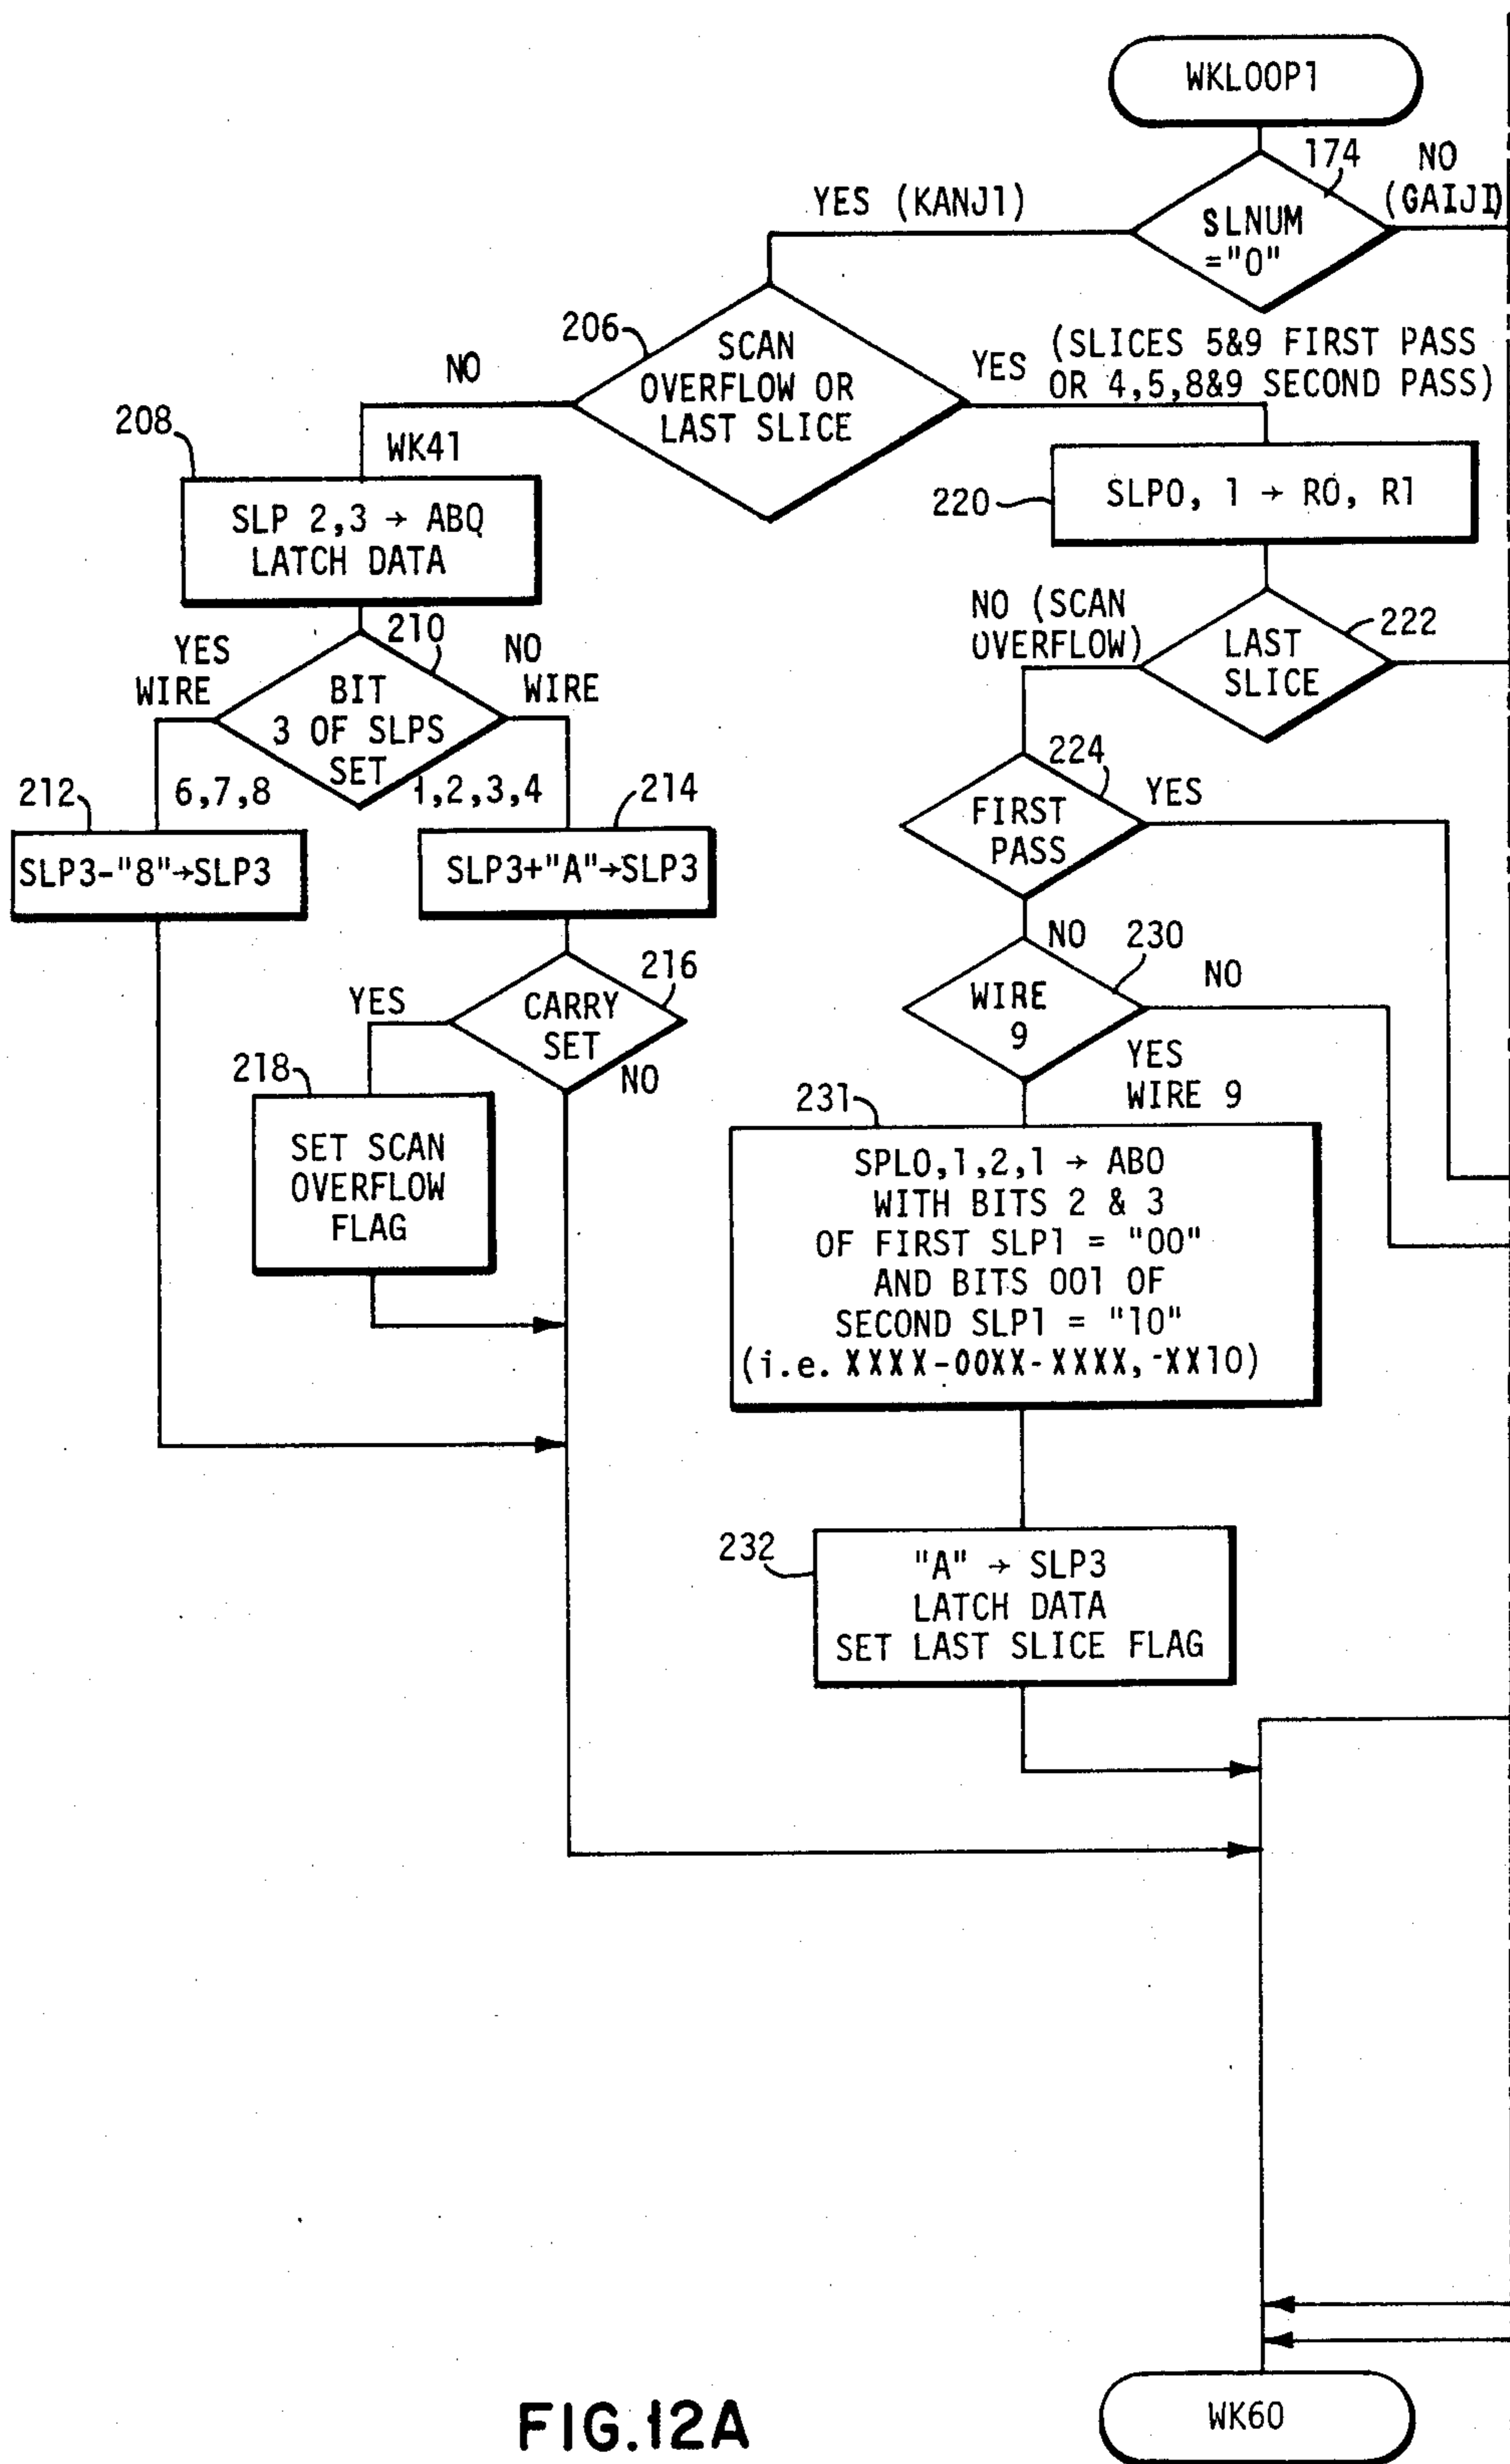 WKLOOP1
174
NO
(GAIJI)
YES (KANJI)
SLNUM
="0"
206
SCAN
OVERFLOW OR
LAST SLICE
NO
YES
(SLICES 5&9 FIRST PASS
OR 4,5,8&9 SECOND PASS)
208
WK41
SLP 2,3 → ABQ
LATCH DATA
220
SLP0, 1 → R0, R1
210
YES
WIRE
NO
WIRE
BIT
3 OF SLPS
SET
NO (SCAN
OVERFLOW)
222
LAST
SLICE
212
6,7,8
1,2,3,4
214
SLP3-"8"→SLP3
SLP3+"A"→SLP3
224
FIRST
PASS
YES
216
YES
CARRY
SET
NO
NO
230
WIRE
9
NO
YES
WIRE 9
218
SET SCAN
OVERFLOW
FLAG
231
SPL0,1,2,1 → ABO
WITH BITS 2 & 3
OF FIRST SLP1 = "00"
AND BITS 001 OF
SECOND SLP1 = "10"
(i.e. XXXX-00XX-XXXX,-XX10)
232
"A" → SLP3
LATCH DATA
SET LAST SLICE FLAG
WK60
FIG.12A